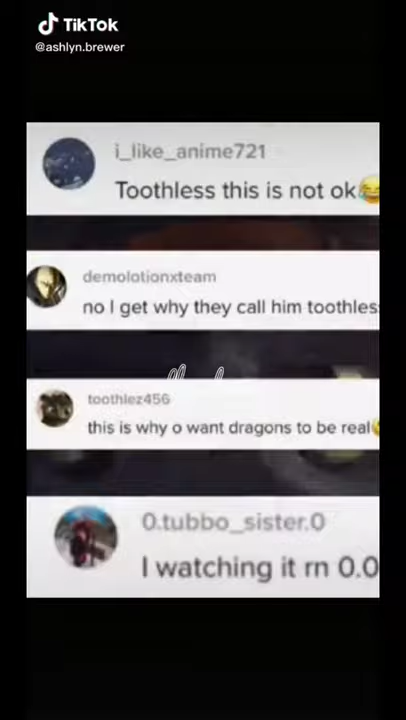 TikTok
@ashlyn.brewer
i_like_anime721
Toothless this is not ok😂
demolotionxteam
no I get why they call him toothles
toothlez456
this is why o want dragons to be real
0.tubbo_sister.0
I watching it rn 0.0